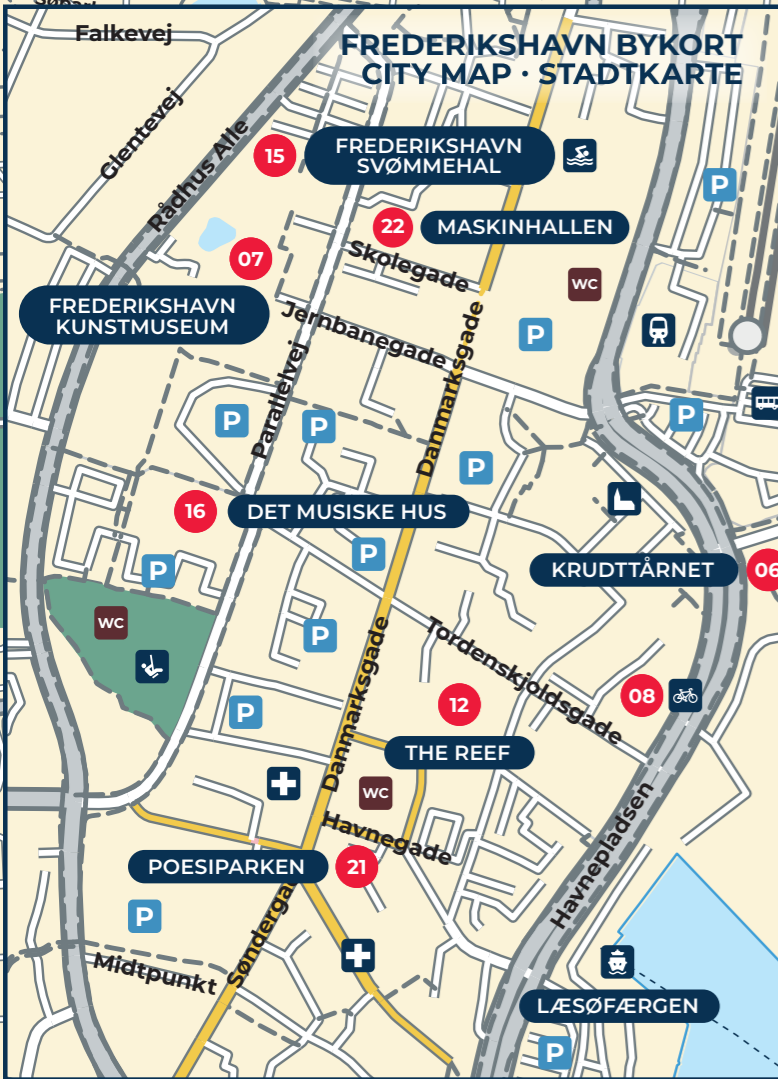 Falkevej
FREDERIKSHAVN BYKORT
CITY MAP · STADTKARTE
Glentevej
Rådhus Alle
15
FREDERIKSHAVN
SVØMMEHAL
P
22
MASKINHALLEN
07
Skolegade
WC
FREDERIKSHAVN
KUNSTMUSEUM
Jernbanegade
P
Parallelvej
Danmarksgade
P
P
P
P
16
DET MUSISKE HUS
P
P
KRUDTTÅRNET
06
WC
P
Tordenskjoldsgade
P
Danmarksgade
12
08
THE REEF
WC
Havnegade
Havnepladsen
POESIPARKEN
21
P
Midtpunkt
LÆSØFÆRGEN
P